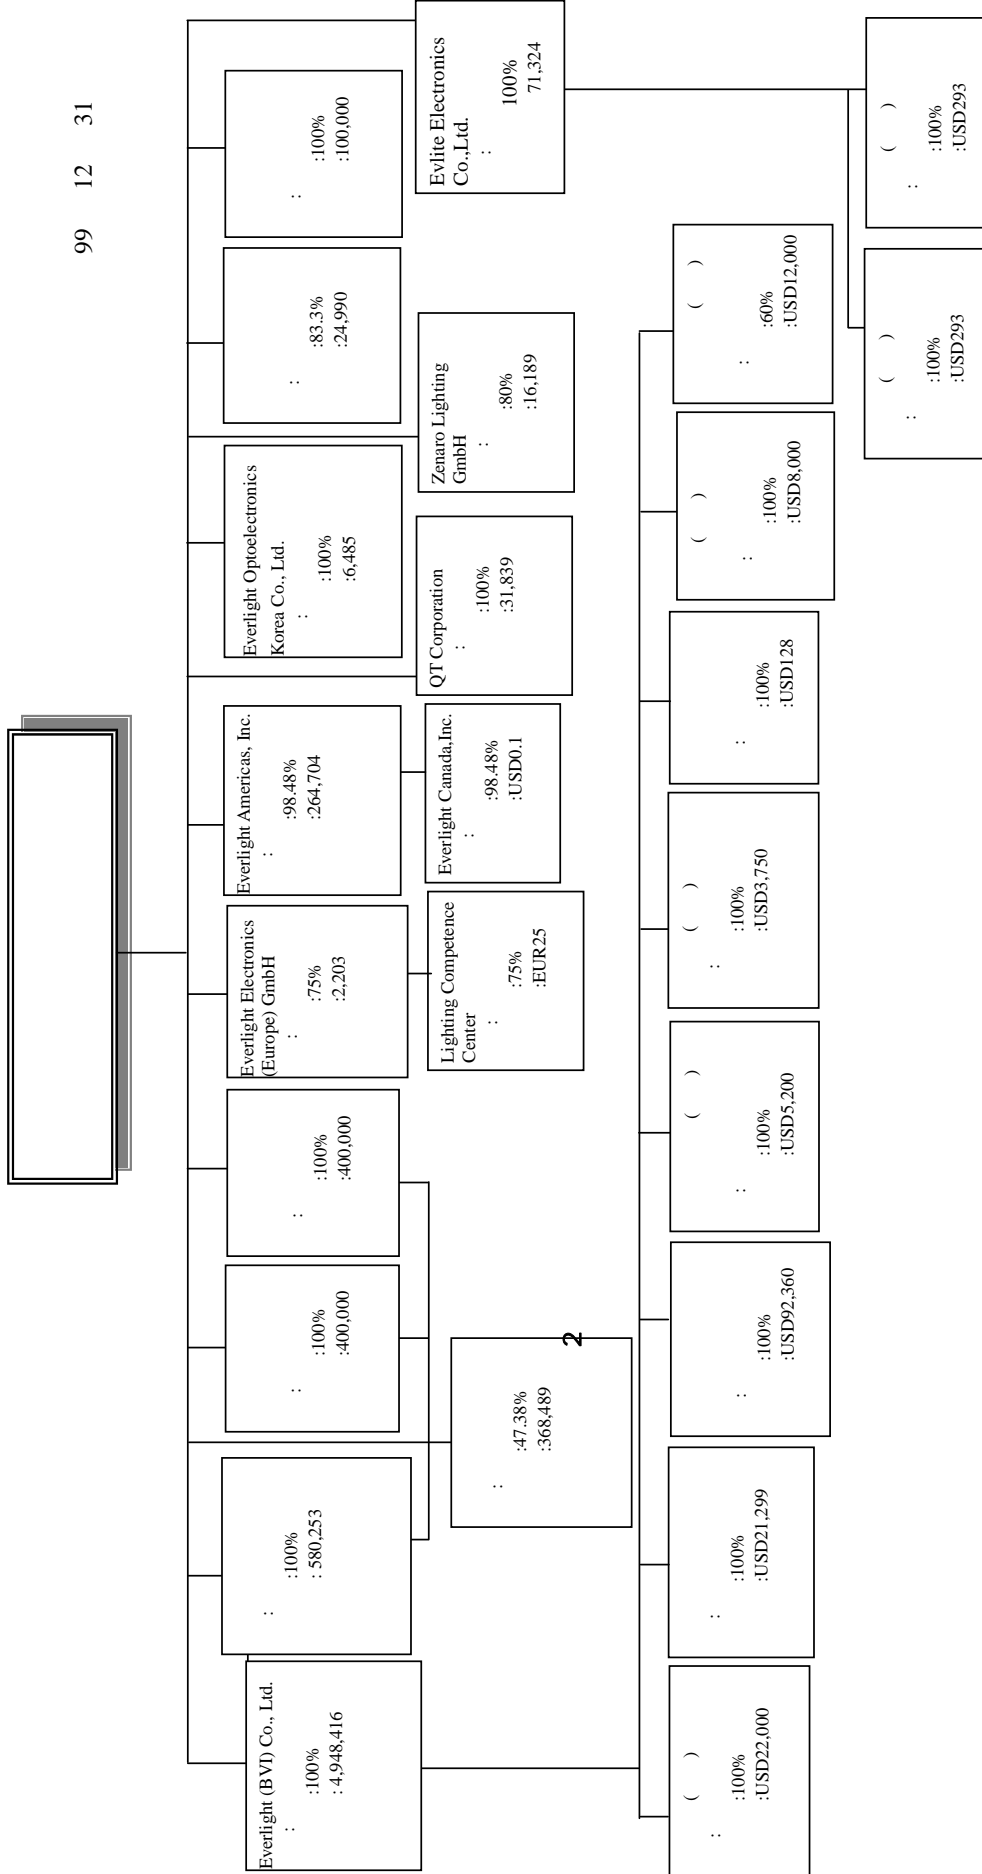 99 12 31
Everlight (BVI) Co., Ltd.
:
:100%
: 4,948,416
:
:100%
: 580,253
:
:100%
:400,000
:
:100%
:400,000
Everlight Electronics
(Europe) GmbH
:
:75%
:2,203
Everlight Americas, Inc.
:
:98.48%
:264,704
Everlight Optoelectronics
Korea Co., Ltd.
:
:100%
:6,485
:
:83.3%
:24,990
:
:100%
:100,000
:
:47.38%
:368,489
2
Lighting Competence
Center
:
:75%
:EUR25
Everlight Canada,Inc.
:
:98.48%
:USD0.1
QT Corporation
:
:100%
:31,839
Zenaro Lighting
GmbH
:
:80%
:16,189
Evlite Electronics
Co.,Ltd.
:
100%
71,324
( )
:
:100%
:USD22,000
:
:100%
:USD21,299
:
:100%
:USD92,360
( )
:
:100%
:USD5,200
( )
:
:100%
:USD3,750
:
:100%
:USD128
( )
:
:100%
:USD8,000
( )
:
:60%
:USD12,000
( )
:
:100%
:USD293
( )
:
:100%
:USD293